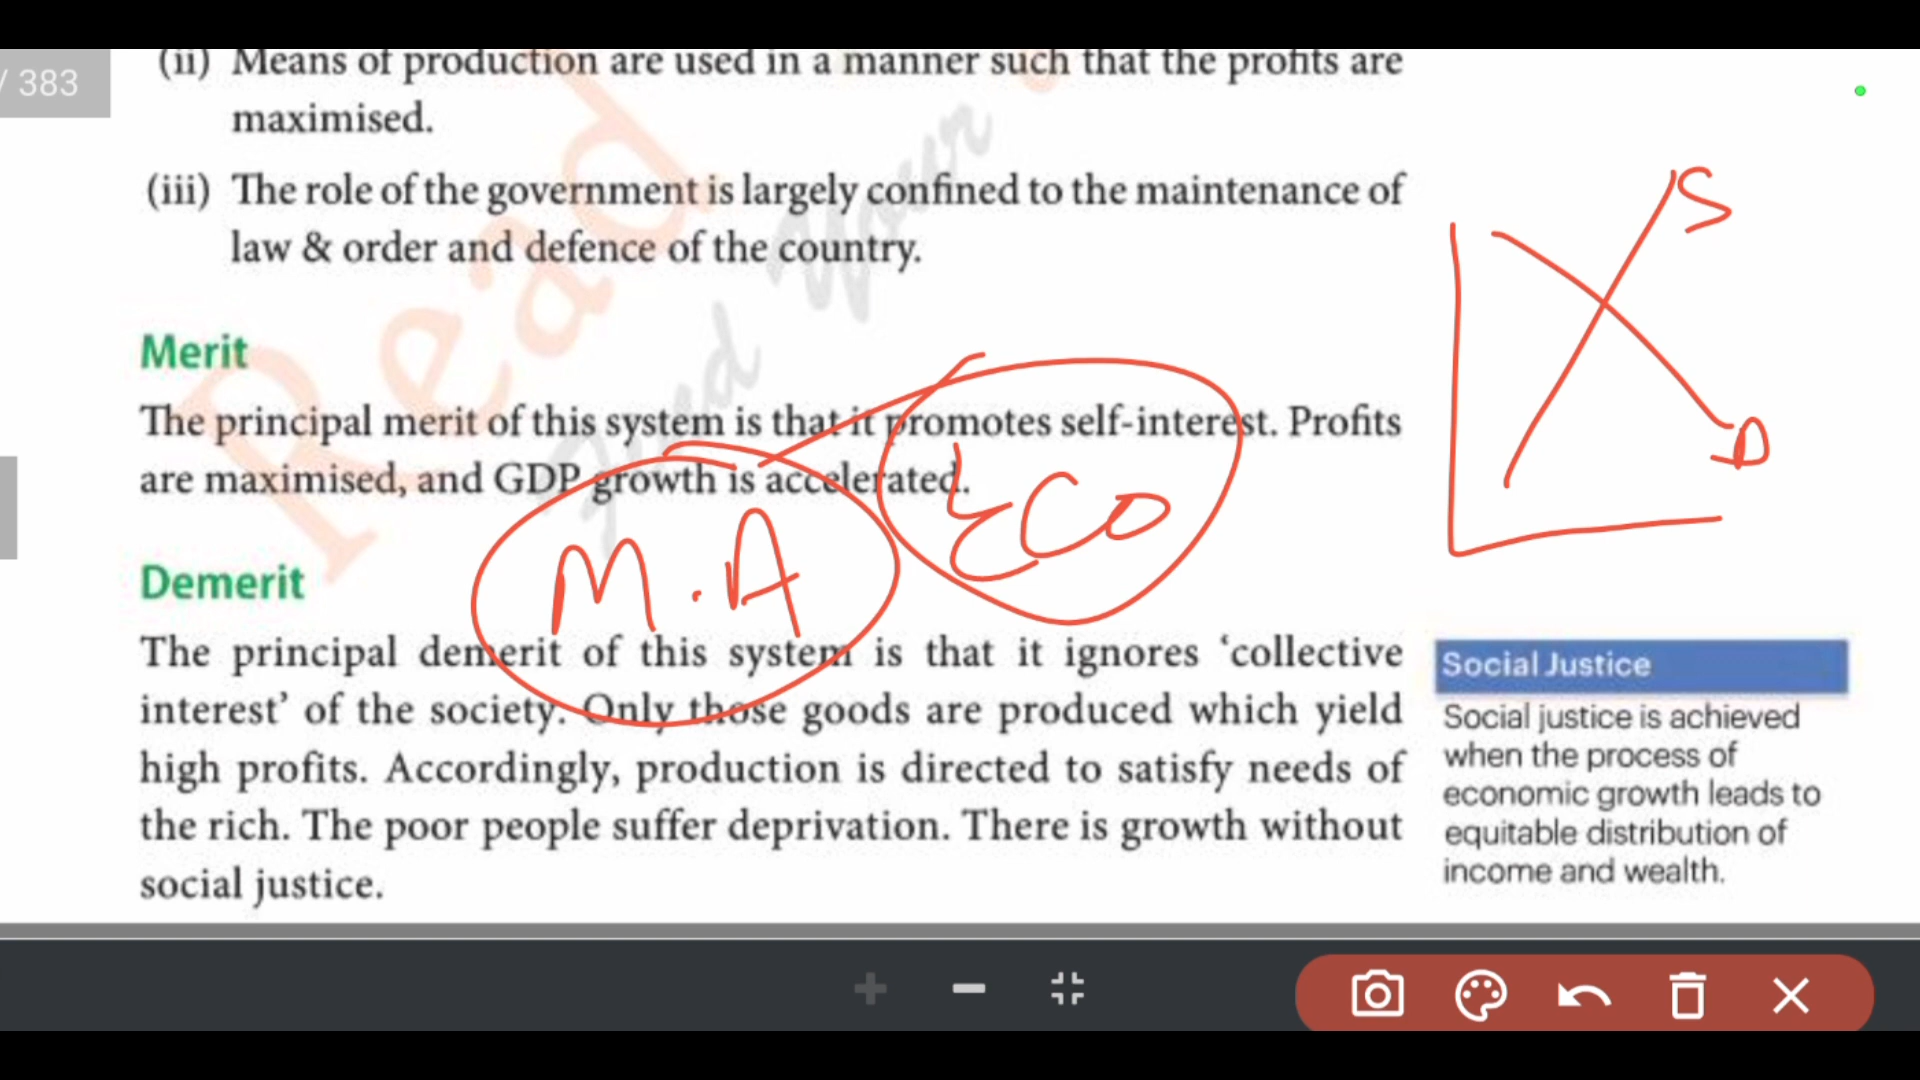 / 383
(ii) Means of production are used in a manner such that the profits are
maximised.
(iii) The role of the government is largely confined to the maintenance of
law & order and defence of the country.
Merit
The principal merit of this system is that it promotes self-interest. Profits
are maximised, and GDP growth is accelerated.
Demerit
The principal demerit of this system is that it ignores ‘collective
interest’ of the society. Only those goods are produced which yield
high profits. Accordingly, production is directed to satisfy needs of
the rich. The poor people suffer deprivation. There is growth without
social justice.
M.A
ECO
S
D
Social Justice
Social justice is achieved
when the process of
economic growth leads to
equitable distribution of
income and wealth.
Read
Find Your